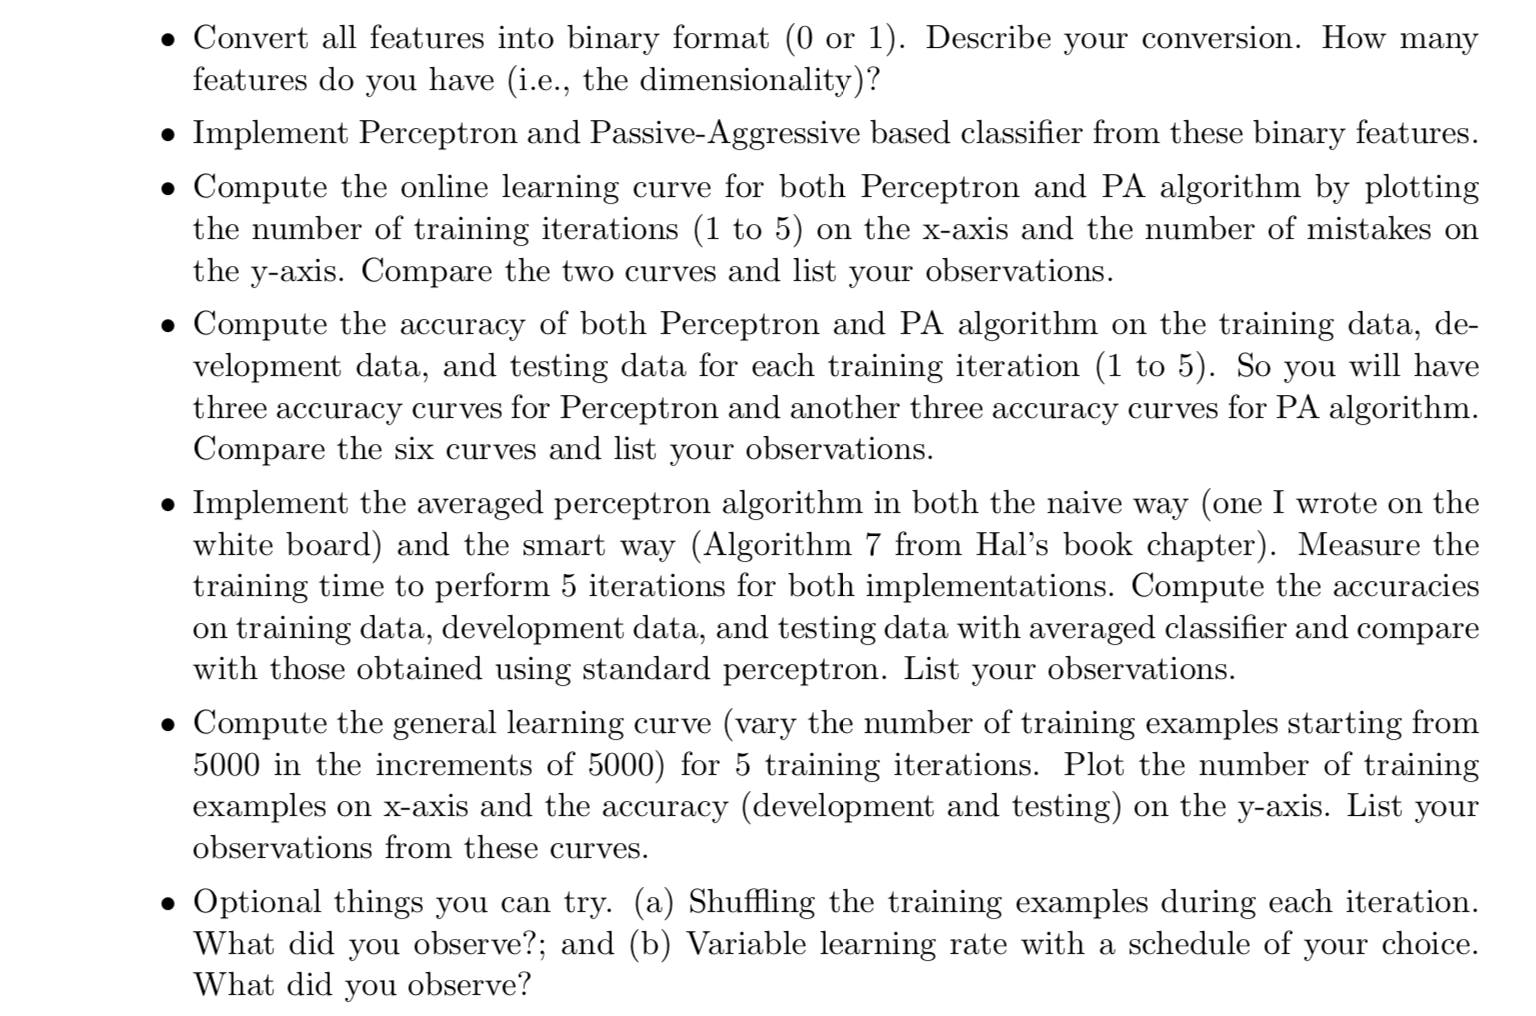 • Convert all features into binary format (0 or 1). Describe your conversion. How many
features do you have (i.e., the dimensionality)?
• Implement Perceptron and Passive-Aggressive based classifier from these binary features.
• Compute the online learning curve for both Perceptron and PA algorithm by plotting
the number of training iterations (1 to 5) on the x-axis and the number of mistakes on
the y-axis. Compare the two curves and list your observations.
• Compute the accuracy of both Perceptron and PA algorithm on the training data, de-
velopment data, and testing data for each training iteration (1 to 5). So you will have
three accuracy curves for Perceptron and another three accuracy curves for PA algorithm.
Compare the six curves and list your observations.
• Implement the averaged perceptron algorithm in both the naive way (one I wrote on the
white board) and the smart way (Algorithm 7 from Hal's book chapter). Measure the
training time to perform 5 iterations for both implementations. Compute the accuracies
on training data, development data, and testing data with averaged classifier and compare
with those obtained using standard perceptron. List your observations.
• Compute the general learning curve (vary the number of training examples starting from
5000 in the increments of 5000) for 5 training iterations. Plot the number of training
examples on x-axis and the accuracy (development and testing) on the y-axis. List your
observations from these curves.
• Optional things you can try. (a) Shuffling the training examples during each iteration.
What did you observe?; and (b) Variable learning rate with a schedule of your choice.
What did you observe?